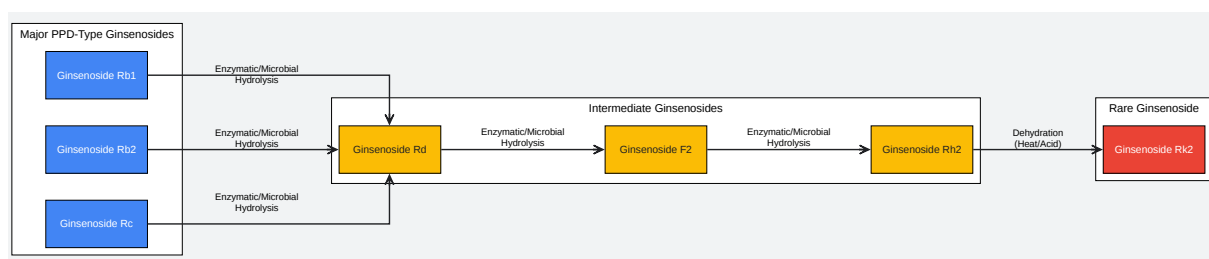 Major PPD-Type Ginsenosides
Ginsenoside Rb1
Enzymatic/Microbial
Hydrolysis
Ginsenoside Rb2
Enzymatic/Microbial
Hydrolysis
Ginsenoside Rc
Enzymatic/Microbial
Hydrolysis
Intermediate Ginsenosides
Ginsenoside Rd
Enzymatic/Microbial
Hydrolysis
Ginsenoside F2
Enzymatic/Microbial
Hydrolysis
Ginsenoside Rh2
Dehydration
(Heat/Acid)
Rare Ginsenoside
Ginsenoside Rk2